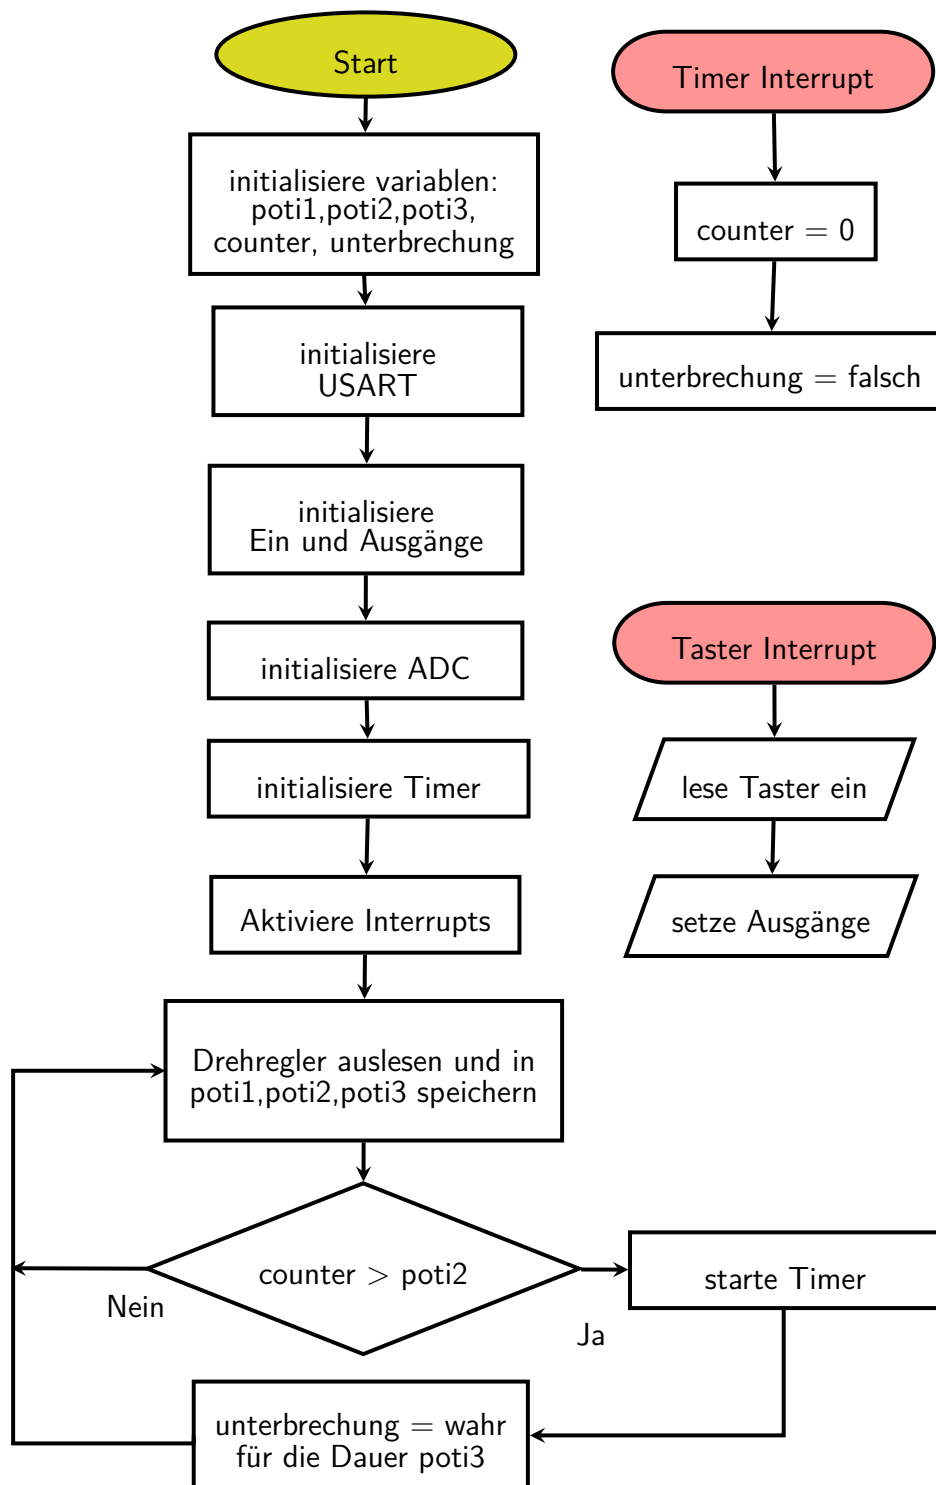 Start
initialisiere variablen:
poti1,poti2,poti3,
counter, unterbrechung
initialisiere
USART
initialisiere
Ein und Ausgänge
initialisiere ADC
initialisiere Timer
Aktiviere Interrupts
Drehregler auslesen und in
poti1,poti2,poti3 speichern
counter > poti2
Nein
Ja
starte Timer
unterbrechung = wahr
für die Dauer poti3
Timer Interrupt
counter = 0
unterbrechung = falsch
Taster Interrupt
lese Taster ein
setze Ausgänge